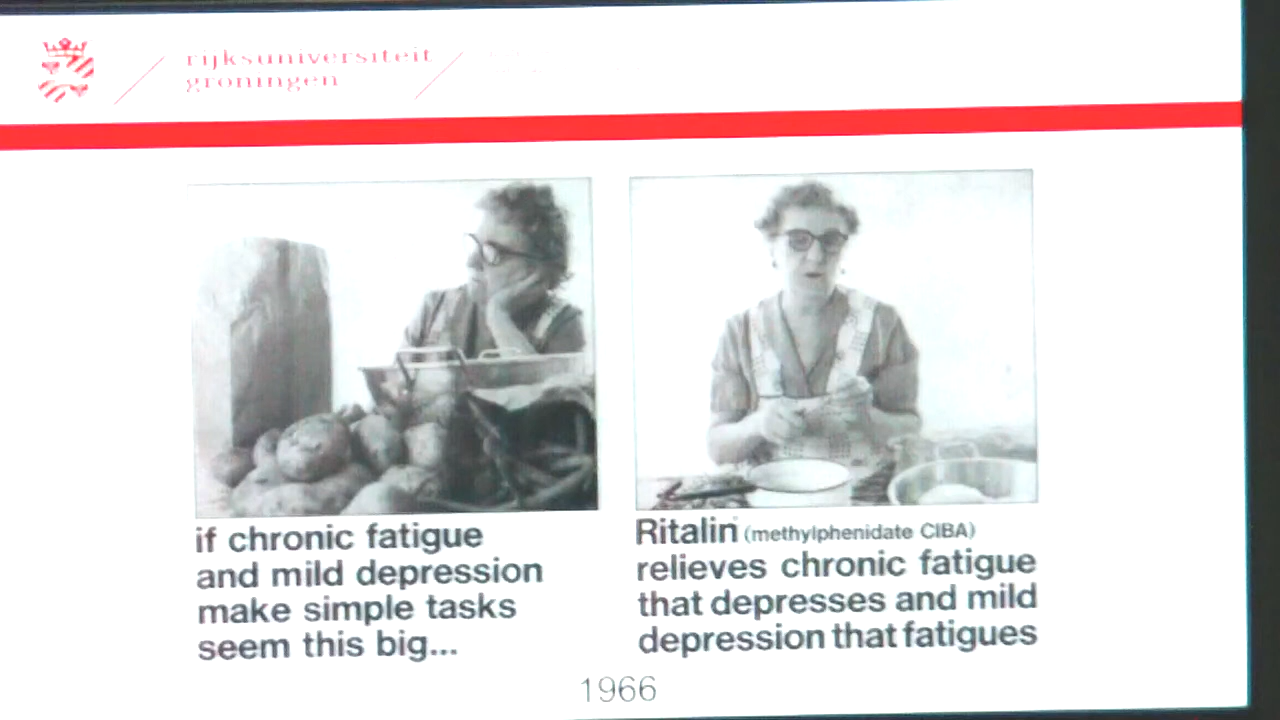 rijksuniversiteit
groningen
if chronic fatigue
and mild depression
make simple tasks
seem this big...
Ritalin (methylphenidate CIBA)
relieves chronic fatigue
that depresses and mild
depression that fatigues
1966